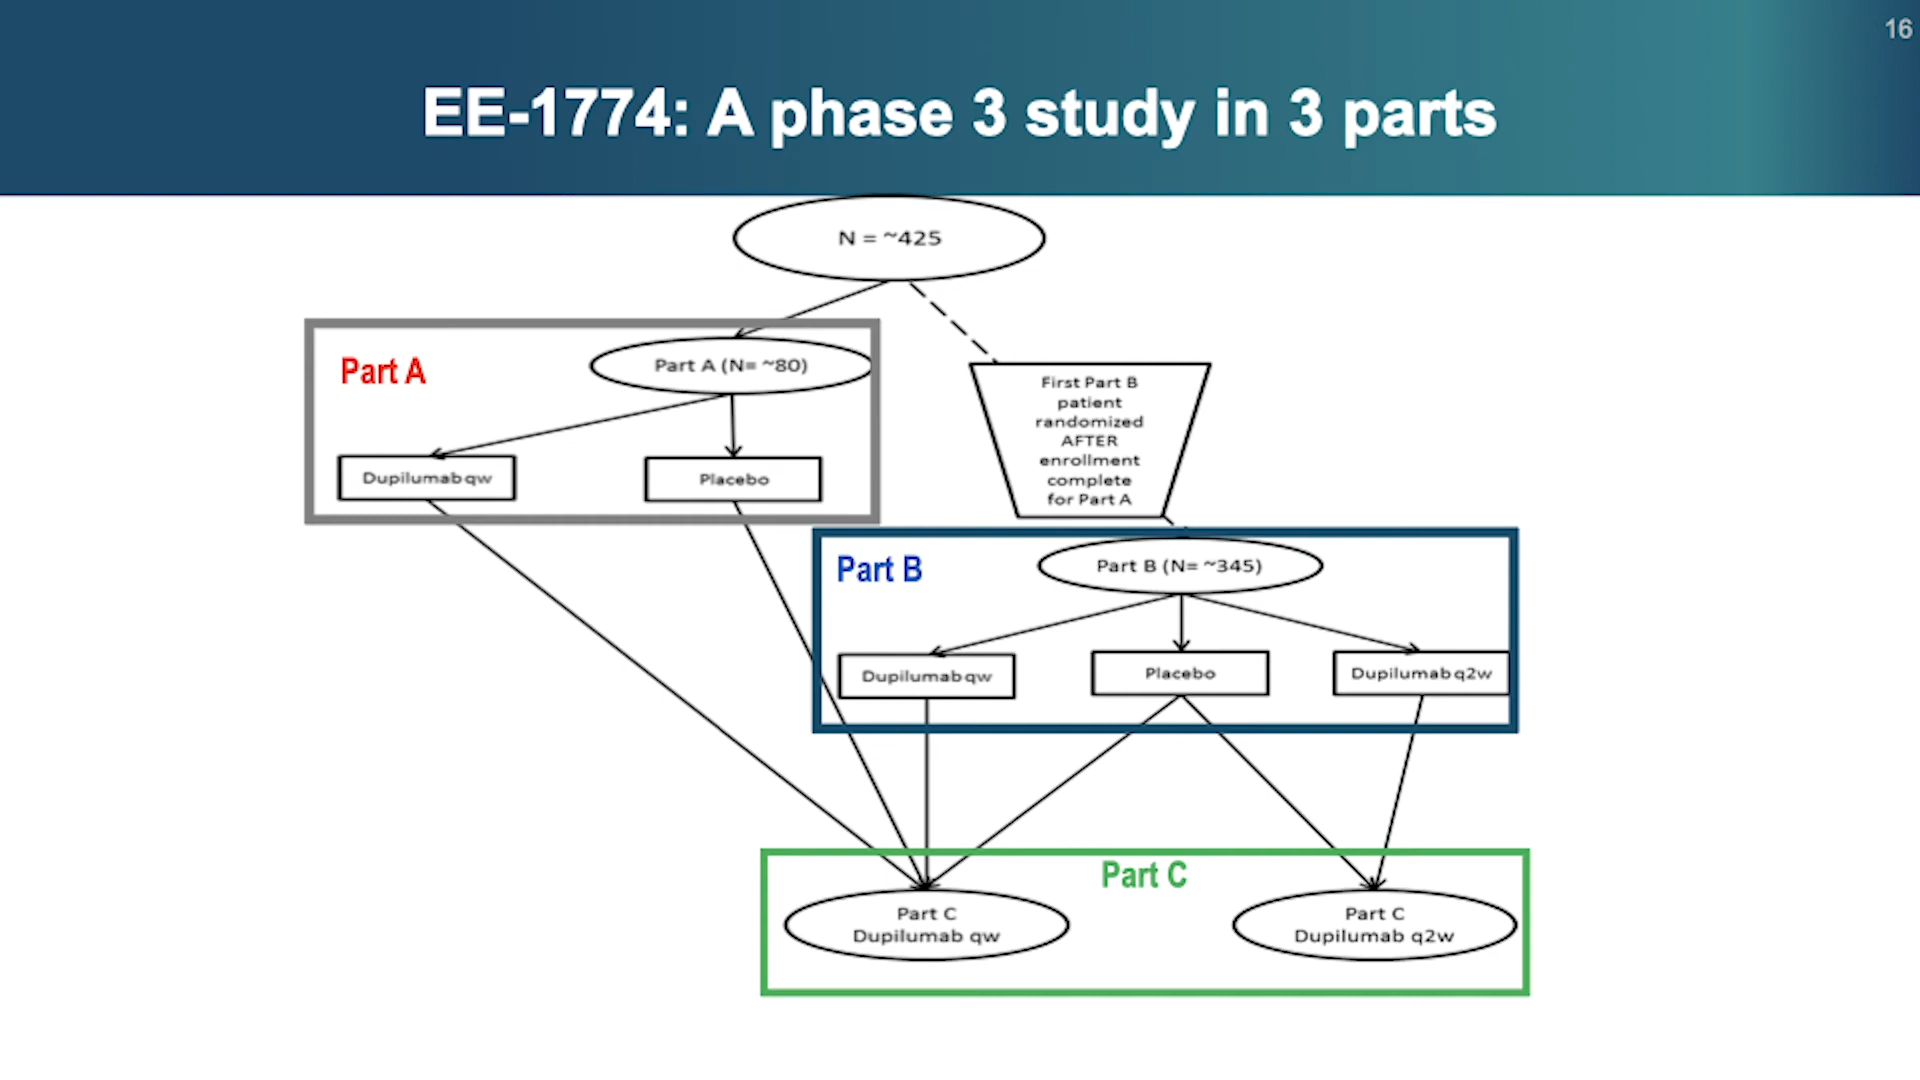 16
EE-1774: A phase 3 study in 3 parts
N = ~425
Part A
Part A (N= ~80)
Dupilumab qw
Placebo
First Part B
patient
randomized
AFTER
enrollment
complete
for Part A
Part B
Part B (N= ~345)
Dupilumab qw
Placebo
Dupilumab q2w
Part C
Part C
Dupilumab qw
Part C
Dupilumab q2w